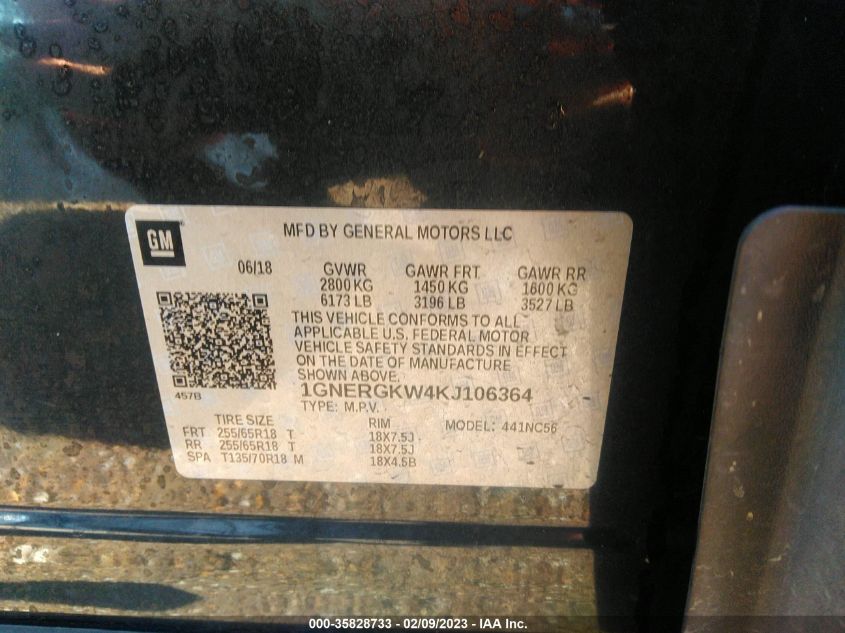 GM
MFD BY GENERAL MOTORS LLC
06/18 GVWR GAWR FRT GAWR RR
2800 KG 1450 KG 1600 KG
6173 LB 3196 LB 3527 LB
THIS VEHICLE CONFORMS TO ALL
APPLICABLE U.S. FEDERAL MOTOR
VEHICLE SAFETY STANDARDS IN EFFECT
ON THE DATE OF MANUFACTURE
SHOWN ABOVE.
457B 1GNERGKW4KJ106364
TYPE: M.P.V.
TIRE SIZE RIM MODEL: 441NC56
FRT 255/65R18 T 18X7.5J
RR 255/65R18 T 18X7.5J
SPA T135/70R18 M 18X4.5B
000-35828733 - 02/09/2023 - IAA Inc.